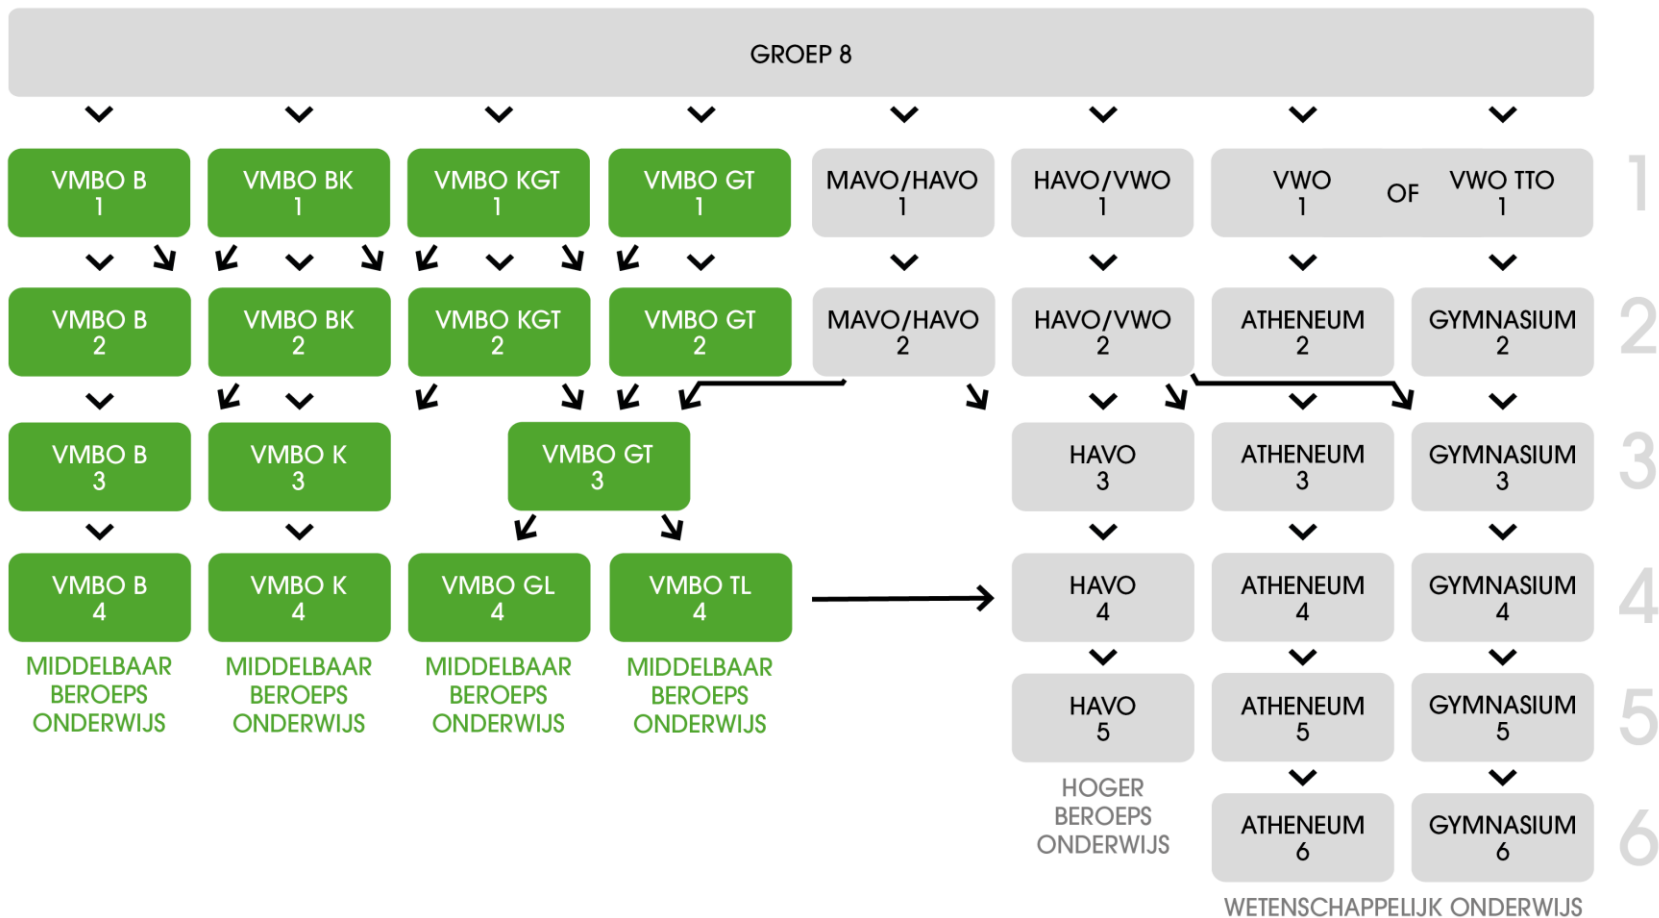 GROEP 8
VMBO B
1
VMBO BK
1
VMBO KGT
1
VMBO GT
1
MAVO/HAVO
1
HAVO/VWO
1
VWO
1
OF
VWO TTO
1
1
VMBO B
2
VMBO BK
2
VMBO KGT
2
VMBO GT
2
MAVO/HAVO
2
HAVO/VWO
2
ATHENEUM
2
GYMNASIUM
2
2
VMBO B
3
VMBO K
3
VMBO GT
3
HAVO
3
ATHENEUM
3
GYMNASIUM
3
3
VMBO B
4
VMBO K
4
VMBO GL
4
VMBO TL
4
HAVO
4
ATHENEUM
4
GYMNASIUM
4
4
MIDDELBAAR
BEROEPS
ONDERWIJS
MIDDELBAAR
BEROEPS
ONDERWIJS
MIDDELBAAR
BEROEPS
ONDERWIJS
MIDDELBAAR
BEROEPS
ONDERWIJS
HAVO
5
ATHENEUM
5
GYMNASIUM
5
5
HOGER
BEROEPS
ONDERWIJS
ATHENEUM
6
GYMNASIUM
6
6
WETENSCHAPPELIJK ONDERWIJS